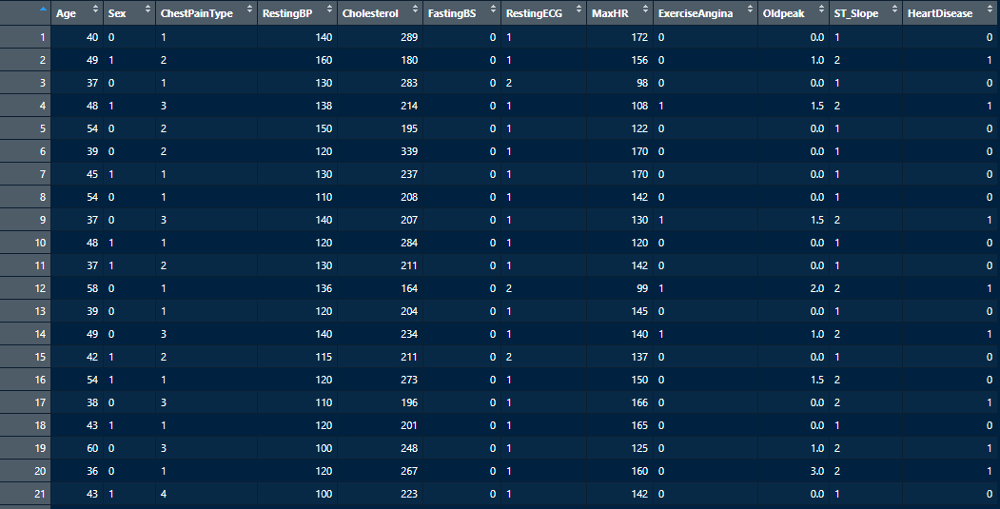 Age Sex ChestPainType RestingBP Cholesterol FastingBS RestingECG MaxHR ExerciseAngina Oldpeak ST_Slope HeartDisease
1 40 0 1 140 289 0 1 172 0 0.0 1 0
2 49 1 2 160 180 0 1 156 0 1.0 2 1
3 37 0 1 130 283 0 2 98 0 0.0 1 0
4 48 1 3 138 214 0 1 108 1 1.5 2 1
5 54 0 2 150 195 0 1 122 0 0.0 1 0
6 39 0 2 120 339 0 1 170 0 0.0 1 0
7 45 1 1 130 237 0 1 170 0 0.0 1 0
8 54 0 1 110 208 0 1 142 0 0.0 1 0
9 37 0 3 140 207 0 1 130 1 1.5 2 1
10 48 1 1 120 284 0 1 120 0 0.0 1 0
11 37 1 2 130 211 0 1 142 0 0.0 1 0
12 58 0 1 136 164 0 2 99 1 2.0 2 1
13 39 0 1 120 204 0 1 145 0 0.0 1 0
14 49 0 3 140 234 0 1 140 1 1.0 2 1
15 42 1 2 115 211 0 2 137 0 0.0 1 0
16 54 1 1 120 273 0 1 150 0 1.5 2 0
17 38 0 3 110 196 0 1 166 0 0.0 2 1
18 43 1 1 120 201 0 1 165 0 0.0 1 0
19 60 0 3 100 248 0 1 125 0 1.0 2 1
20 36 0 1 120 267 0 1 160 0 3.0 2 1
21 43 1 4 100 223 0 1 142 0 0.0 1 0